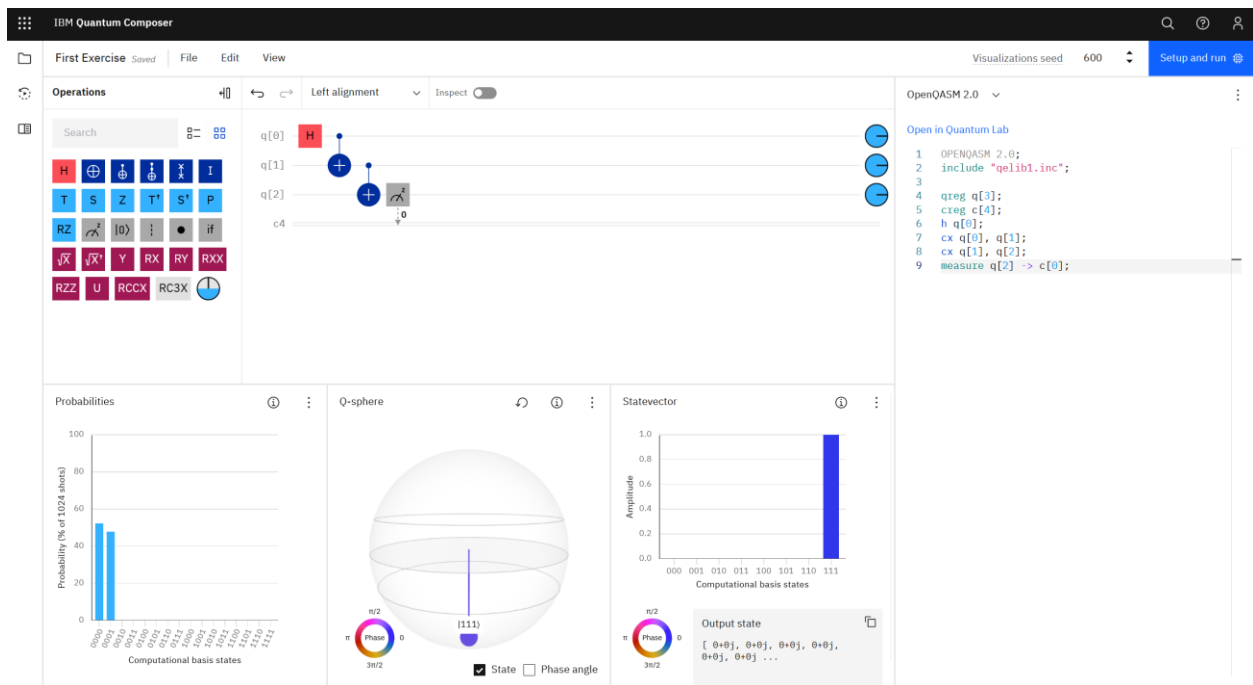 IBM Quantum Composer
First Exercise Saved File Edit View Visualizations seed 600 Setup and run
Operations Left alignment Inspect OpenQASM 2.0
Search
Open in Quantum Lab
H I
T S Z T† S† P
RZ z |0⟩ if
√X √X† Y RX RY RXX
RZZ U RCCX RC3X
q[0] H
q[1]
q[2] z
c4 0
1 OPENQASM 2.0;
2 include "qelib1.inc";
3
4 qreg q[3];
5 creg c[4];
6 h q[0];
7 cx q[0], q[1];
8 cx q[1], q[2];
9 measure q[2] -> c[0];
Probabilities
Probability (% of 1024 shots)
100
80
60
40
20
0
0000 0001 0010 0011 0100 0101 0110 0111 1000 1001 1010 1011 1100 1101 1110 1111
Computational basis states
Q-sphere
|111⟩
π/2
π Phase 0
3π/2
State Phase angle
Statevector
Amplitude
1.0
0.8
0.6
0.4
0.2
0.0
000 001 010 011 100 101 110 111
Computational basis states
π/2
π Phase 0
3π/2
Output state
[ 0+0j, 0+0j, 0+0j, 0+0j,
0+0j, 0+0j ...